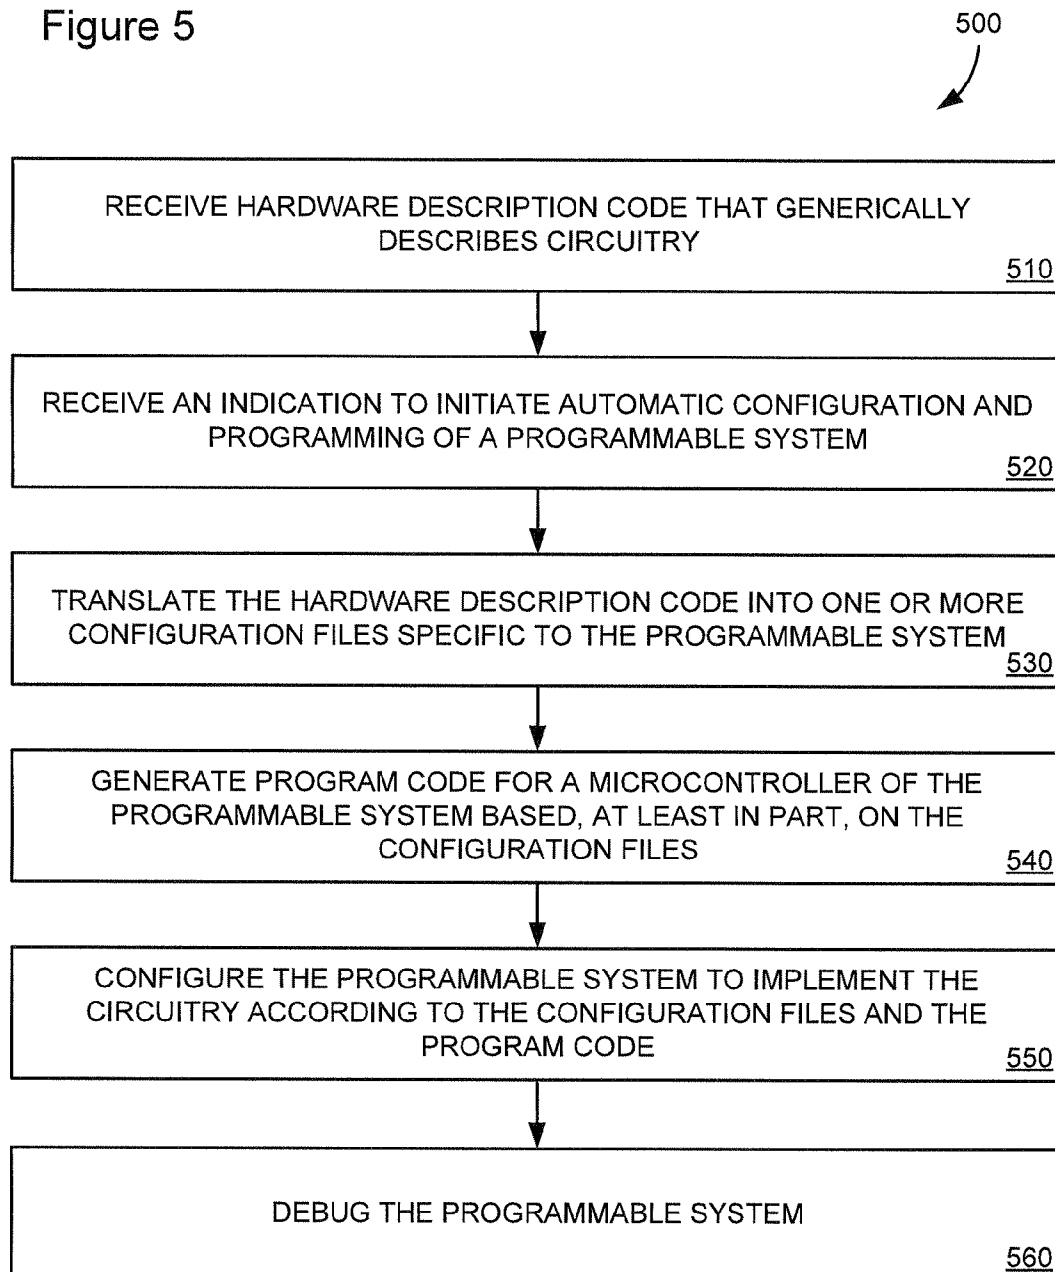 Figure 5
500
RECEIVE HARDWARE DESCRIPTION CODE THAT GENERICALLY
DESCRIBES CIRCUITRY
510
RECEIVE AN INDICATION TO INITIATE AUTOMATIC CONFIGURATION AND
PROGRAMMING OF A PROGRAMMABLE SYSTEM
520
TRANSLATE THE HARDWARE DESCRIPTION CODE INTO ONE OR MORE
CONFIGURATION FILES SPECIFIC TO THE PROGRAMMABLE SYSTEM
530
GENERATE PROGRAM CODE FOR A MICROCONTROLLER OF THE
PROGRAMMABLE SYSTEM BASED, AT LEAST IN PART, ON THE
CONFIGURATION FILES
540
CONFIGURE THE PROGRAMMABLE SYSTEM TO IMPLEMENT THE
CIRCUITRY ACCORDING TO THE CONFIGURATION FILES AND THE
PROGRAM CODE
550
DEBUG THE PROGRAMMABLE SYSTEM
560